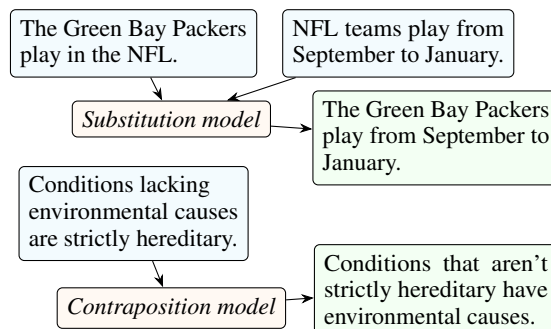 The Green Bay Packers
play in the NFL.
NFL teams play from
September to January.
Substitution model
The Green Bay Packers
play from September to
January.
Conditions lacking
environmental causes
are strictly hereditary.
Contraposition model
Conditions that aren't
strictly hereditary have
environmental causes.